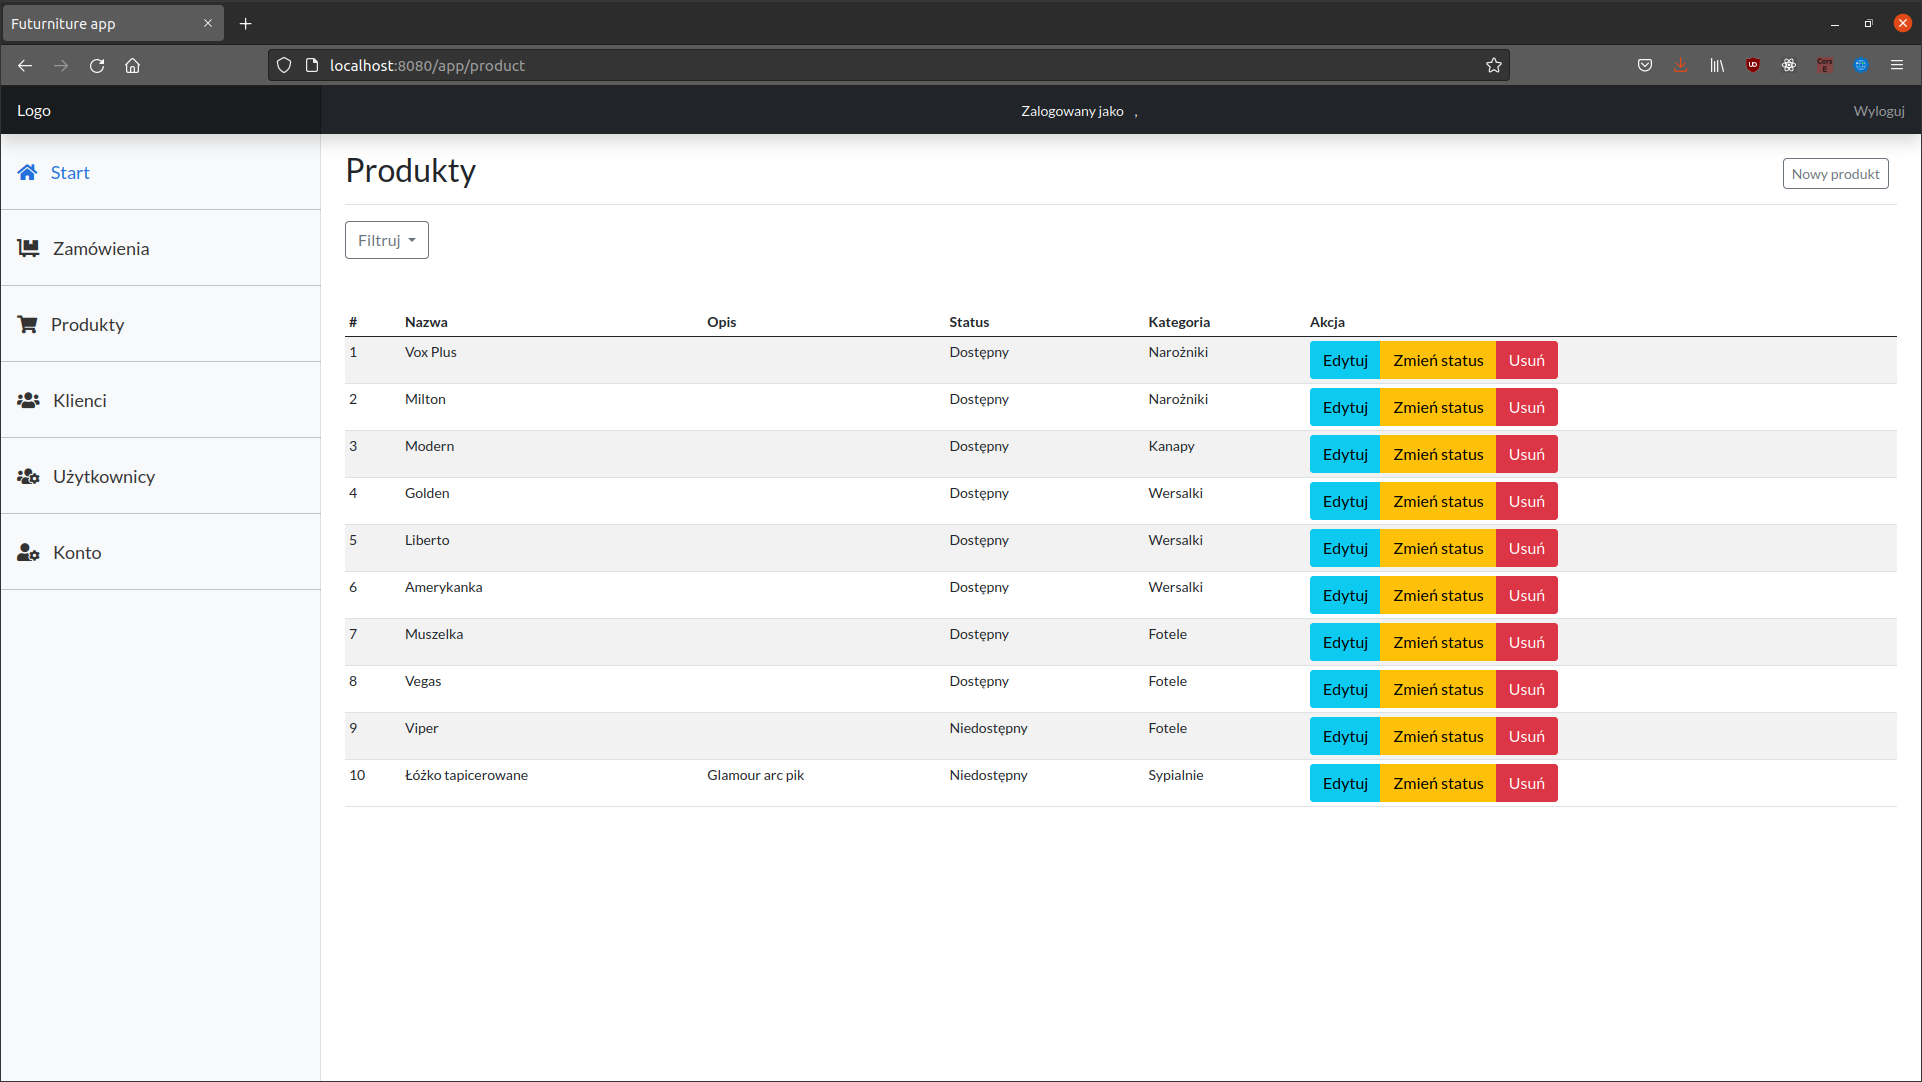 Futurniture app
localhost:8080/app/product
Logo
Zalogowany jako ,
Wyloguj
Start
Zamówienia
Produkty
Klienci
Użytkownicy
Konto
Produkty
Nowy produkt
Filtruj
# Nazwa Opis Status Kategoria Akcja
1 Vox Plus Dostępny Narożniki Edytuj Zmień status Usuń
2 Milton Dostępny Narożniki Edytuj Zmień status Usuń
3 Modern Dostępny Kanapy Edytuj Zmień status Usuń
4 Golden Dostępny Wersalki Edytuj Zmień status Usuń
5 Liberto Dostępny Wersalki Edytuj Zmień status Usuń
6 Amerykanka Dostępny Wersalki Edytuj Zmień status Usuń
7 Muszelka Dostępny Fotele Edytuj Zmień status Usuń
8 Vegas Dostępny Fotele Edytuj Zmień status Usuń
9 Viper Niedostępny Fotele Edytuj Zmień status Usuń
10 Łóżko tapicerowane Glamour arc pik Niedostępny Sypialnie Edytuj Zmień status Usuń